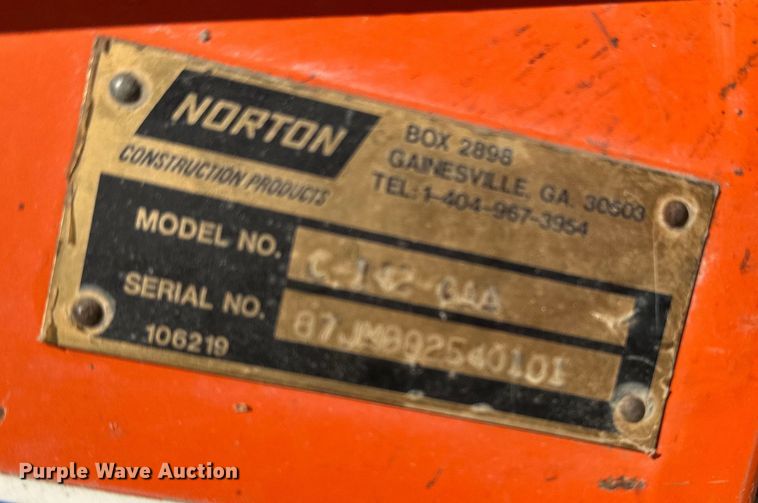 NORTON
CONSTRUCTION PRODUCTS
BOX 2898
GAINESVILLE, GA. 30503
TEL: 1-404-967-3954
MODEL NO.
SERIAL NO.
106219
Purple Wave Auction